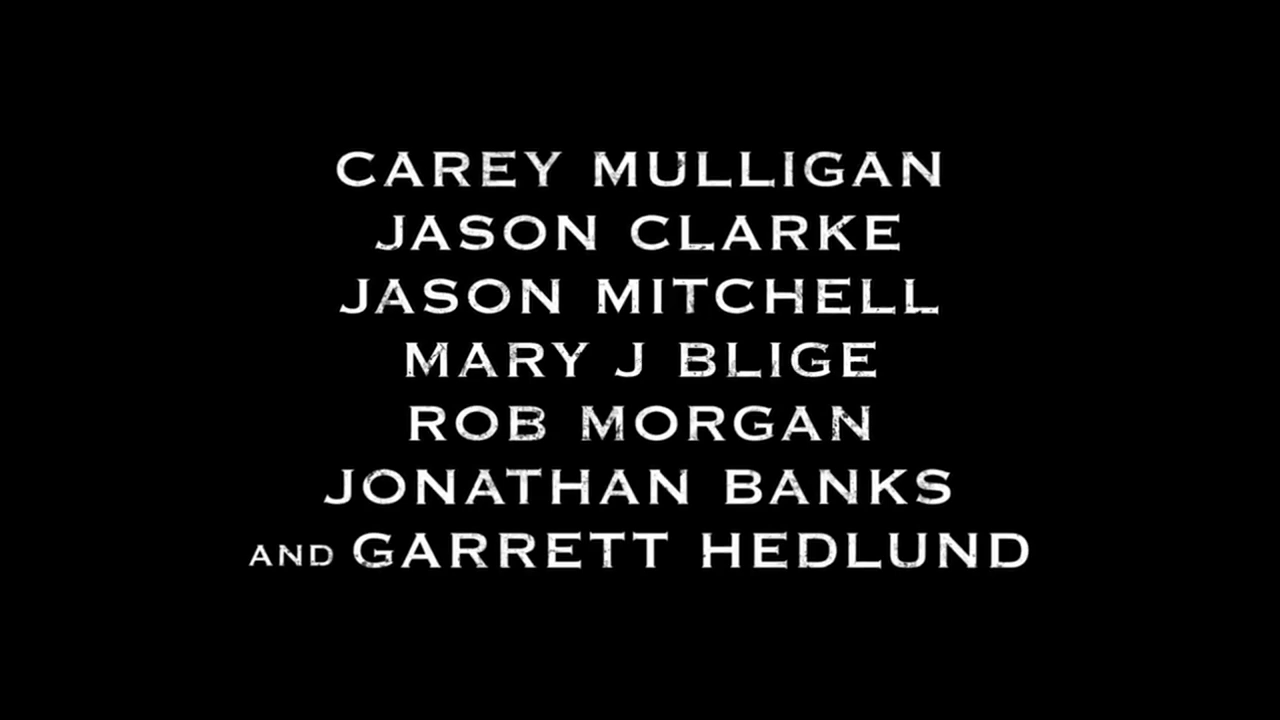 CAREY MULLIGAN
JASON CLARKE
JASON MITCHELL
MARY J BLIGE
ROB MORGAN
JONATHAN BANKS
AND GARRETT HEDLUND